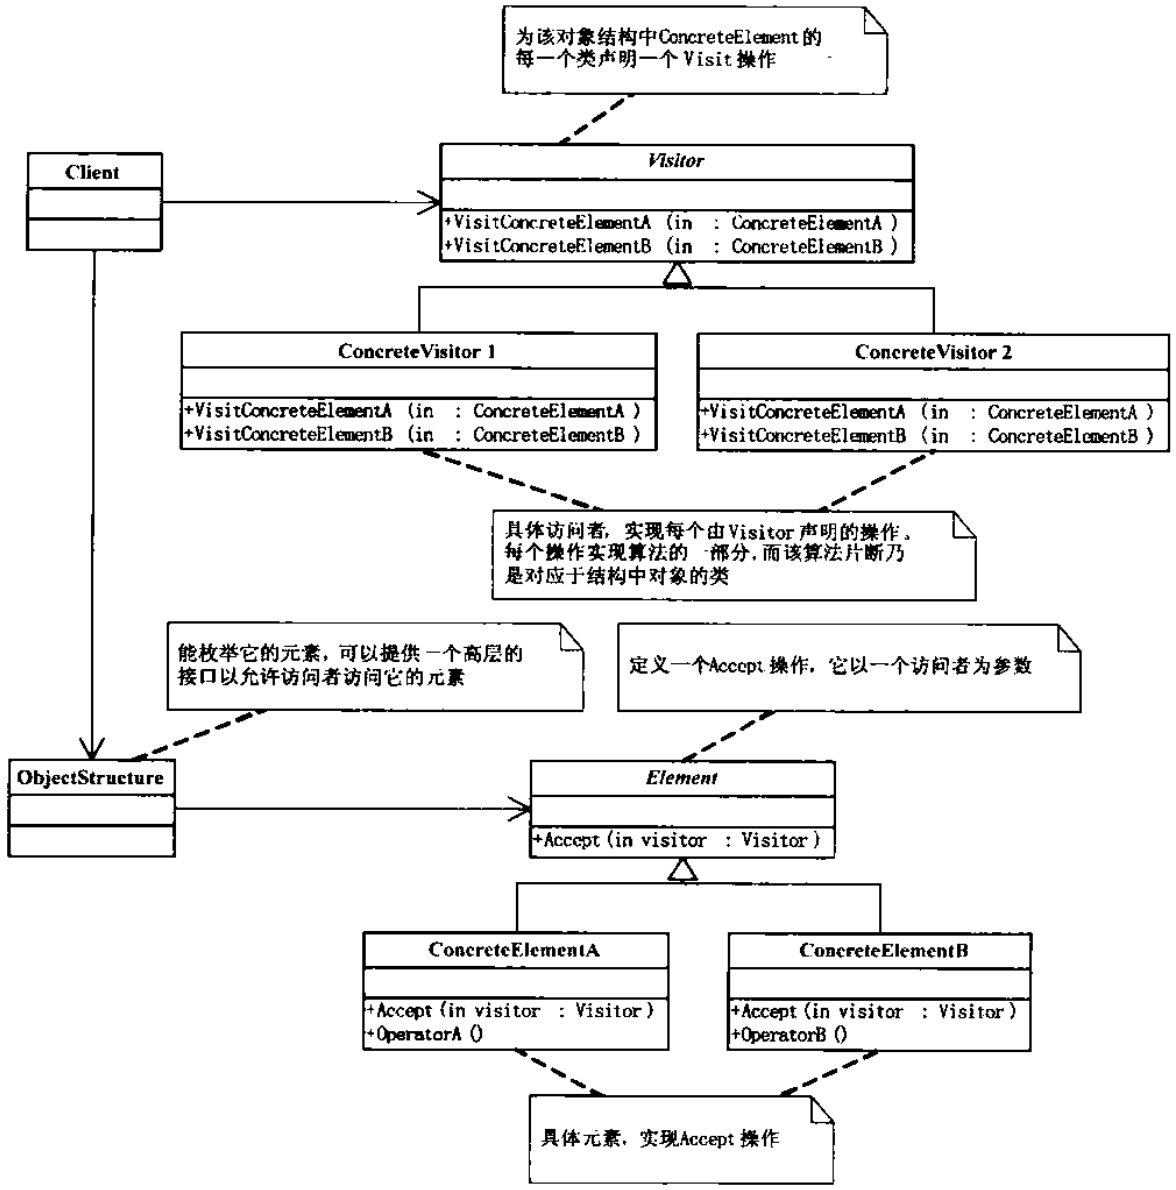 为该对象结构中ConcreteElement的
每一个类声明一个Visit操作
Client
Visitor
+VisitConcreteElementA (in : ConcreteElementA )
+VisitConcreteElementB (in : ConcreteElementB )
ConcreteVisitor 1
+VisitConcreteElementA (in : ConcreteElementA )
+VisitConcreteElementB (in : ConcreteElementB )
ConcreteVisitor 2
+VisitConcreteElementA (in : ConcreteElementA )
+VisitConcreteElementB (in : ConcreteElementB )
具体访问者，实现每个由Visitor声明的操作。
每个操作实现算法的一部分，而该算法片断乃
是对应于结构中对象的类
能枚举它的元素，可以提供一个高层的
接口以允许访问者访问它的元素
定义一个Accept操作，它以一个访问者为参数
ObjectStructure
Element
+Accept(in visitor : Visitor)
ConcreteElementA
+Accept(in visitor : Visitor)
+OperatorA()
ConcreteElementB
+Accept(in visitor : Visitor)
+OperatorB()
具体元素，实现Accept操作